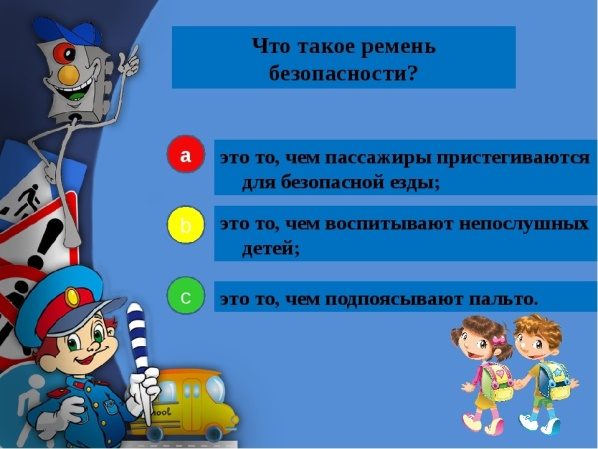 Что такое ремень
безопасности?
a
это то, чем пассажиры пристегиваются
для безопасной езды;
b
это то, чем воспитывают непослушных
детей;
c
это то, чем подпоясывают пальто.
hool